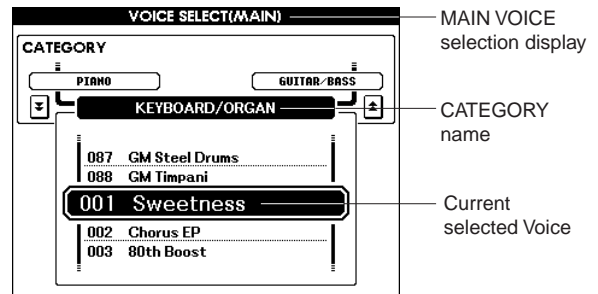 VOICE SELECT(MAIN)
MAIN VOICE
selection display
CATEGORY
PIANO
GUITAR/BASS
KEYBOARD/ORGAN
CATEGORY
name
087 GM Steel Drums
088 GM Timpani
001 Sweetness
Current
selected Voice
002 Chorus EP
003 80th Boost